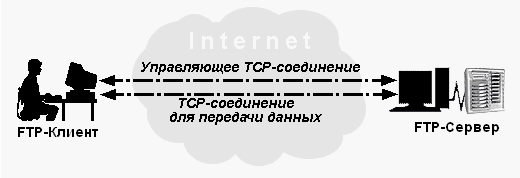 Internet
Управляющее TCP-соединение
TCP-соединение
для передачи данных
FTP-Клиент
FTP-Сервер